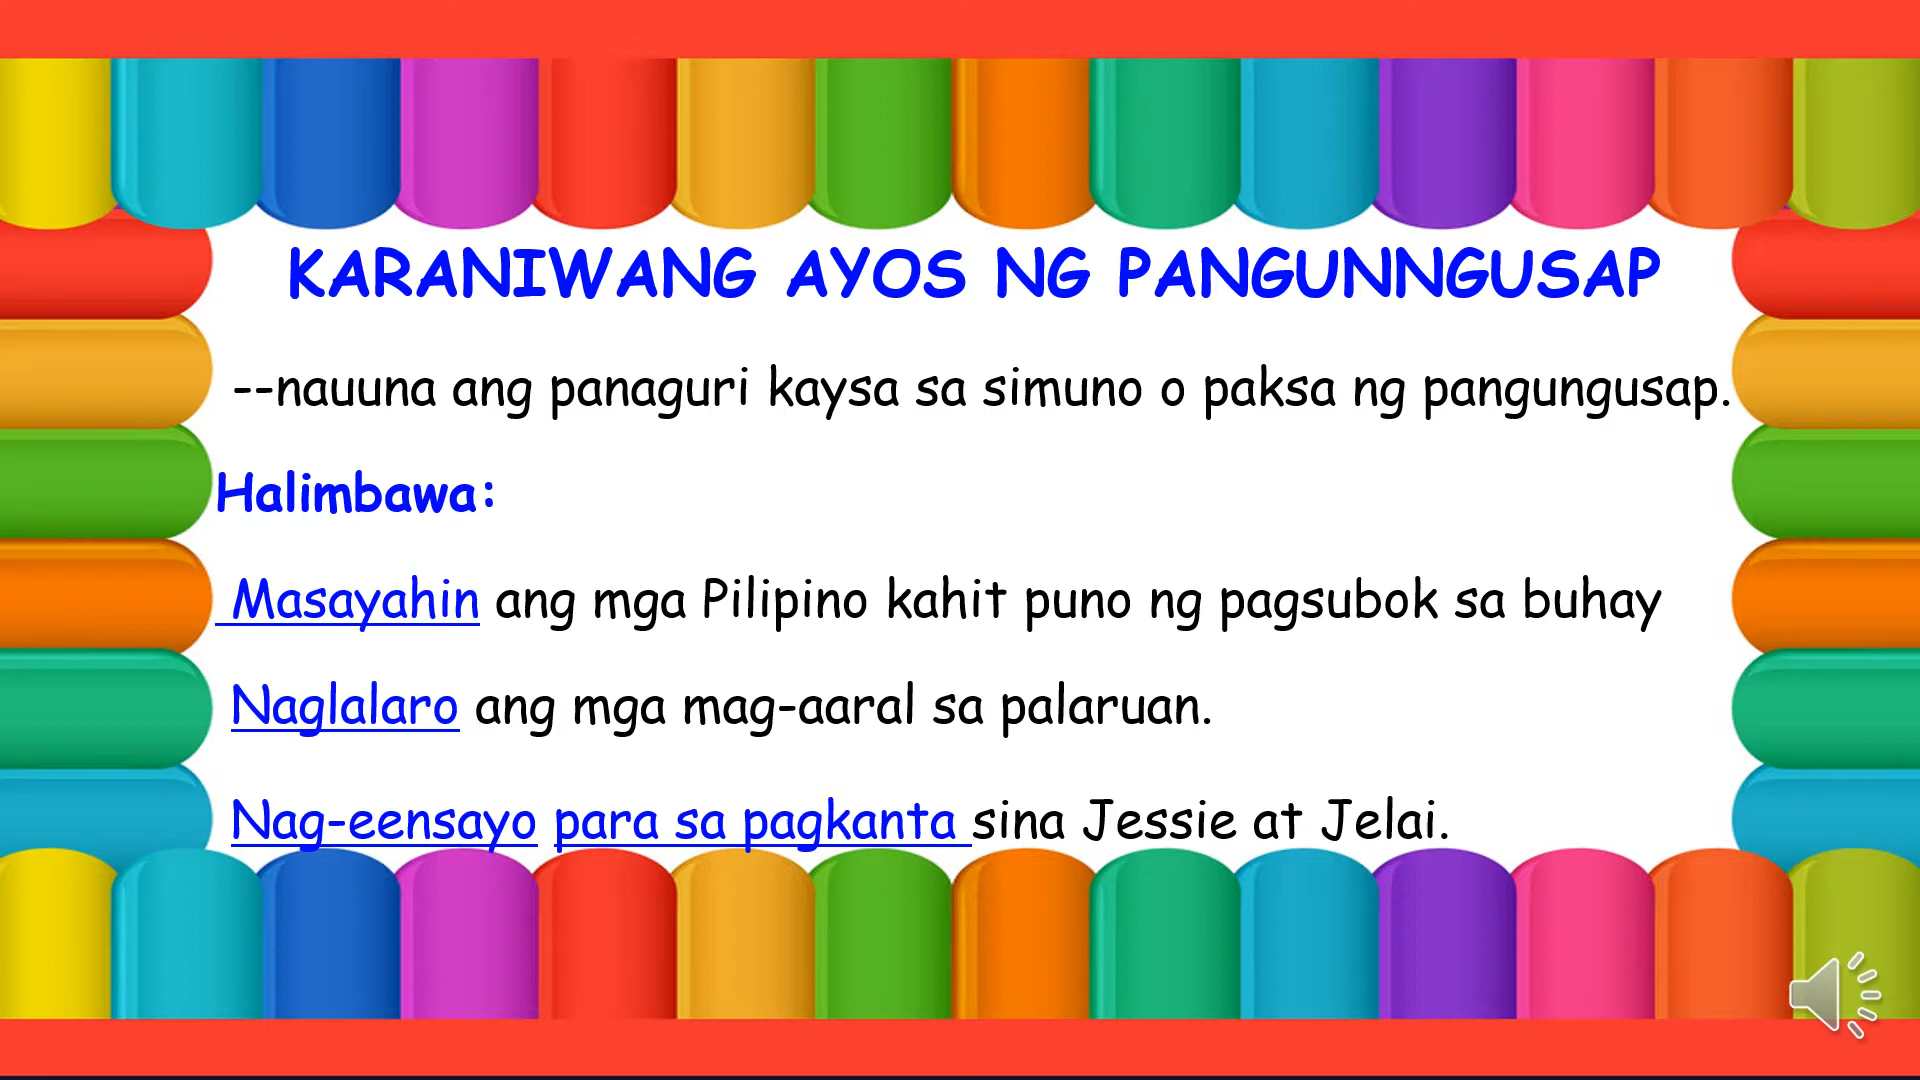 KARANIWANG AYOS NG PANGUNNGUSAP
--nauuna ang panaguri kaysa sa simuno o paksa ng pangungusap.
Halimbawa:
Masayahin ang mga Pilipino kahit puno ng pagsubok sa buhay
Naglalaro ang mga mag-aaral sa palaruan.
Nag-eensayo para sa pagkanta sina Jessie at Jelai.